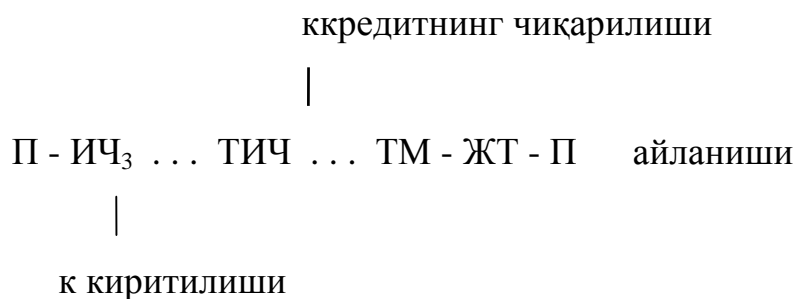 ккредитнинг чиқарилиши
П - ИЧ₃ . . . ТИЧ . . . ТМ - ЖТ - П айланиши
к киритилиши